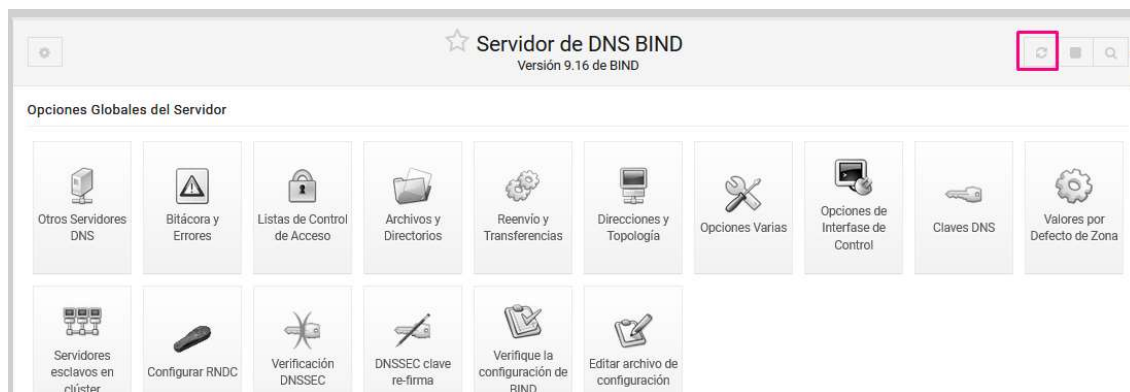 Servidor de DNS BIND
Versión 9.16 de BIND
Opciones Globales del Servidor
Otros Servidores
DNS
Bitácora y
Errores
Listas de Control
de Acceso
Archivos y
Directorios
Reenvío y
Transferencias
Direcciones y
Topología
Opciones Varias
Opciones de
Interfase de
Control
Claves DNS
Valores por
Defecto de Zona
Servidores
esclavos en
clúster
Configurar RNDC
Verificación
DNSSEC
DNSSEC clave
re-firma
Verifique la
configuración de
BIND
Editar archivo de
configuración